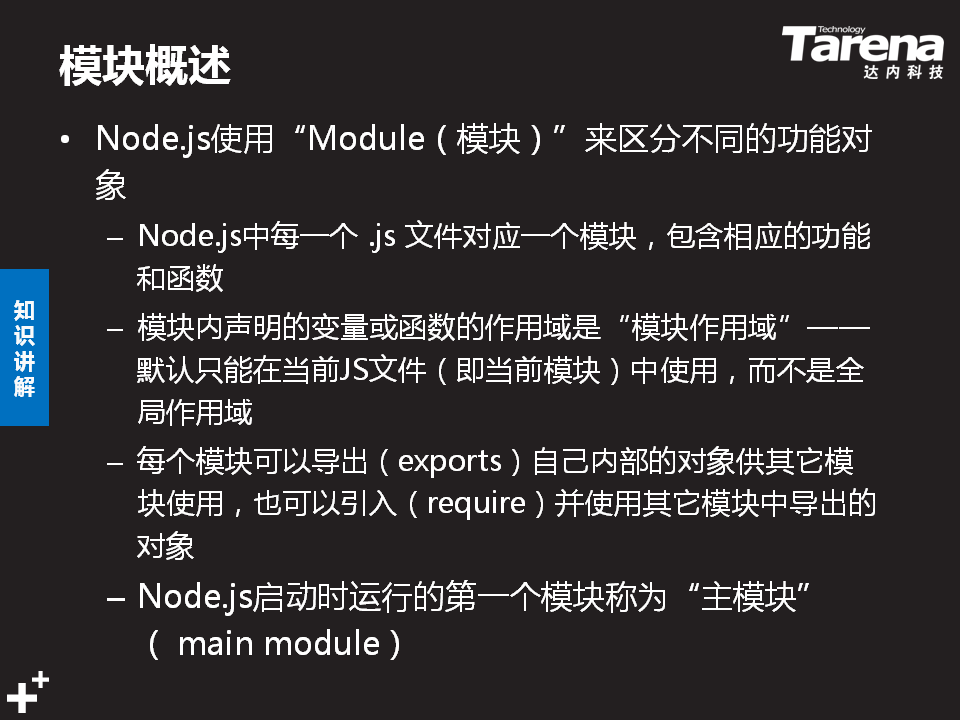 模块概述
Technology
Tarena
达内科技
• Node.js使用“Module（模块）”来区分不同的功能对
象
– Node.js中每一个 .js 文件对应一个模块，包含相应的功能
和函数
– 模块内声明的变量或函数的作用域是“模块作用域”——
默认只能在当前JS文件（即当前模块）中使用，而不是全
局作用域
– 每个模块可以导出（exports）自己内部的对象供其它模
块使用，也可以引入（require）并使用其它模块中导出的
对象
– Node.js启动时运行的第一个模块称为“主模块”
（ main module）
知
识
讲
解